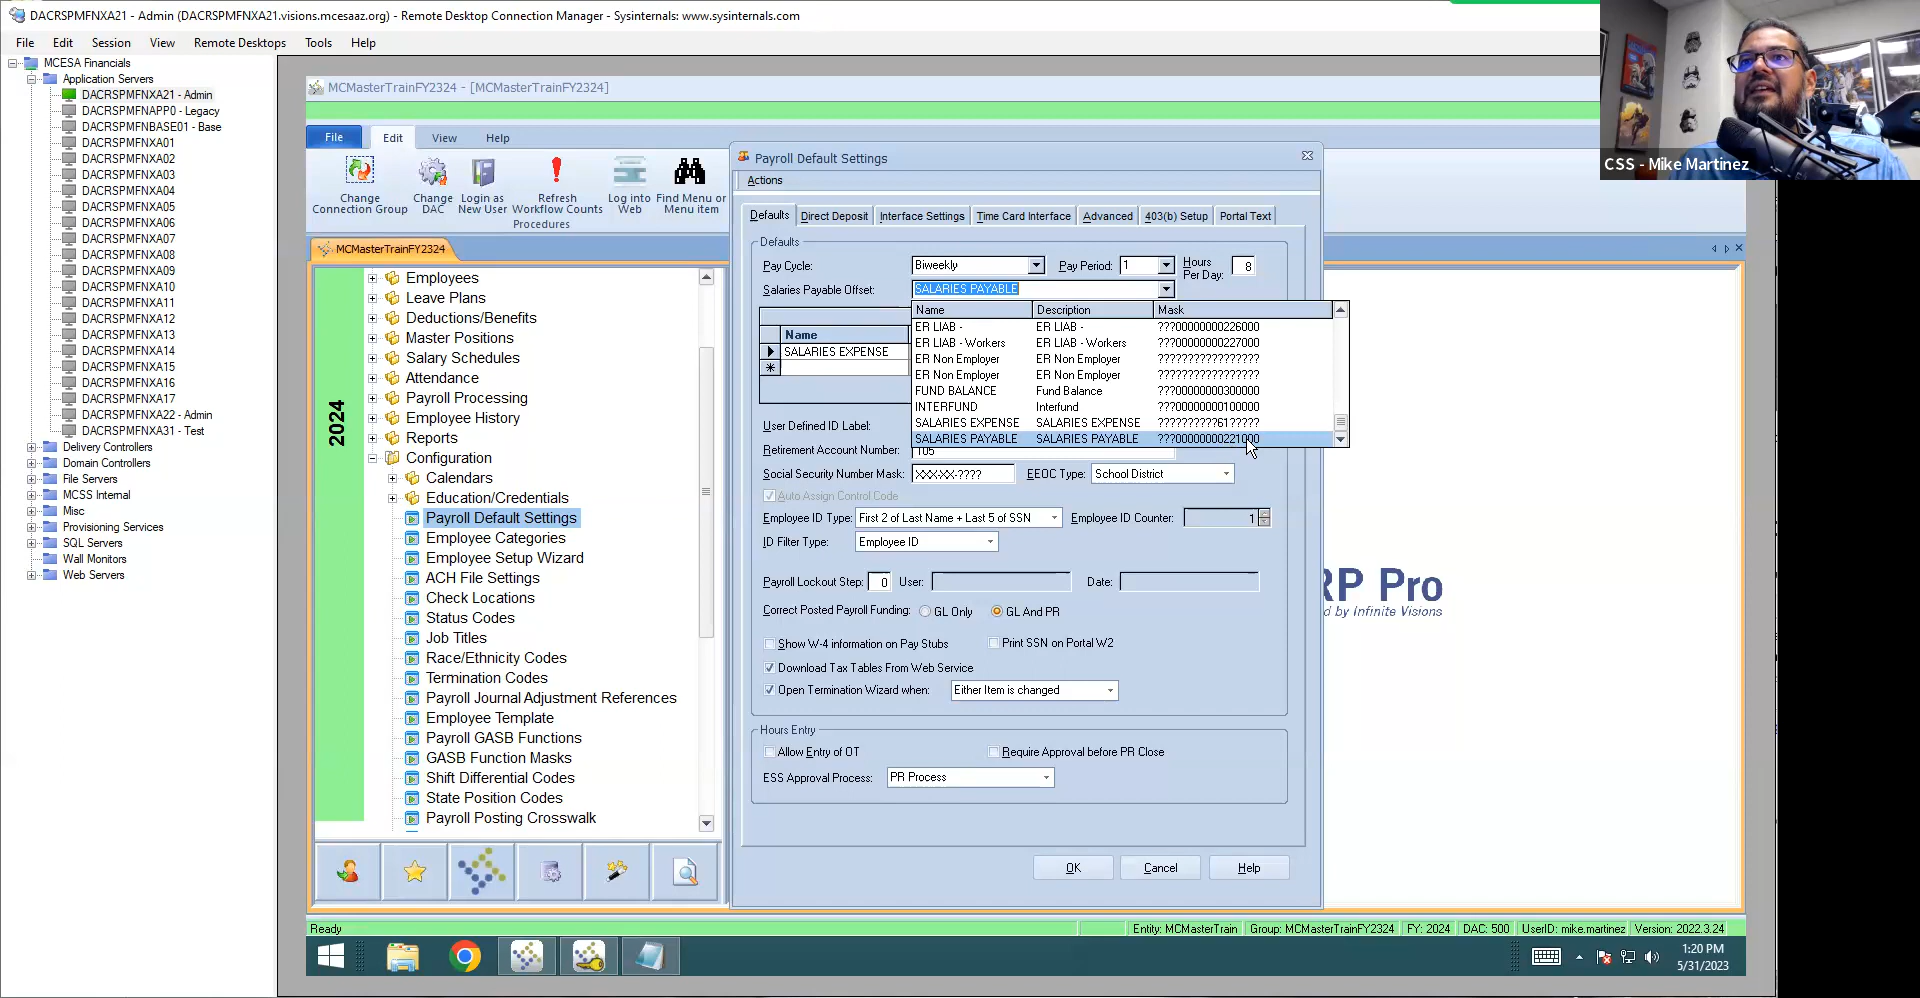 DACRSPMFNXA21 - Admin (DACRSPMFNXA21.visions.mcesaaz.org) - Remote Desktop Connection Manager - Sysinternals: www.sysinternals.com
File Edit Session View Remote Desktops Tools Help
MCESA Financials
Application Servers
DACRSPMFNXA21 - Admin
DACRSPMFNAPP0 - Legacy
DACRSPMFNBASE01 - Base
DACRSPMFNXA01
DACRSPMFNXA02
DACRSPMFNXA03
DACRSPMFNXA04
DACRSPMFNXA05
DACRSPMFNXA06
DACRSPMFNXA07
DACRSPMFNXA08
DACRSPMFNXA09
DACRSPMFNXA10
DACRSPMFNXA11
DACRSPMFNXA12
DACRSPMFNXA13
DACRSPMFNXA14
DACRSPMFNXA15
DACRSPMFNXA16
DACRSPMFNXA17
DACRSPMFNXA22 - Admin
DACRSPMFNXA31 - Test
Delivery Controllers
Domain Controllers
File Servers
MCSS Internal
Misc
Provisioning Services
SQL Servers
Wall Monitors
Web Servers
MCMasterTrainFY2324 - [MCMasterTrainFY2324]
File Edit View Help
Change Connection Group
Change DAC
Login as New User
Refresh Workflow Counts
Log into Web
Find Menu or Menu item
Procedures
MCMasterTrainFY2324
2024
Employees
Leave Plans
Deductions/Benefits
Master Positions
Salary Schedules
Attendance
Payroll Processing
Employee History
Reports
Configuration
Calendars
Education/Credentials
Payroll Default Settings
Employee Categories
Employee Setup Wizard
ACH File Settings
Check Locations
Status Codes
Job Titles
Race/Ethnicity Codes
Termination Codes
Payroll Journal Adjustment References
Employee Template
Payroll GASB Functions
GASB Function Masks
Shift Differential Codes
State Position Codes
Payroll Posting Crosswalk
Payroll Default Settings
Actions
Defaults Direct Deposit Interface Settings Time Card Interface Advanced 403(b) Setup Portal Text
Defaults
Pay Cycle: Biweekly Pay Period: 1 Hours Per Day: 8
Salaries Payable Offset: SALARIES PAYABLE
Name Description Mask
ER LIAB - ER LIAB - ???00000000226000
ER LIAB - Workers ER LIAB - Workers ???00000000227000
ER Non Employer ER Non Employer ?????????????????
ER Non Employer ER Non Employer ?????????????????
FUND BALANCE Fund Balance ???00000000300000
INTERFUND Interfund ???00000000100000
SALARIES EXPENSE SALARIES EXPENSE ??????????61?????
SALARIES PAYABLE SALARIES PAYABLE ???00000000221000
Name
SALARIES EXPENSE
User Defined ID Label:
Retirement Account Number: 105
Social Security Number Mask: XXX-XX-???? EEOC Type: School District
Auto Assign Control Code
Employee ID Type: First 2 of Last Name + Last 5 of SSN Employee ID Counter: 1
ID Filter Type: Employee ID
Payroll Lockout Step: 0 User: Date:
Correct Posted Payroll Funding: GL Only GL And PR
Show W-4 information on Pay Stubs Print SSN on Portal W2
Download Tax Tables From Web Service
Open Termination Wizard when: Either Item is changed
Hours Entry
Allow Entry of OT Require Approval before PR Close
ESS Approval Process: PR Process
OK Cancel Help
RP Pro
d by Infinite Visions
Ready Entity: MCMasterTrain Group: MCMasterTrainFY2324 FY: 2024 DAC: 500 UserID: mike.martinez Version: 2022.3.24
1:20 PM
5/31/2023
CSS - Mike Martinez